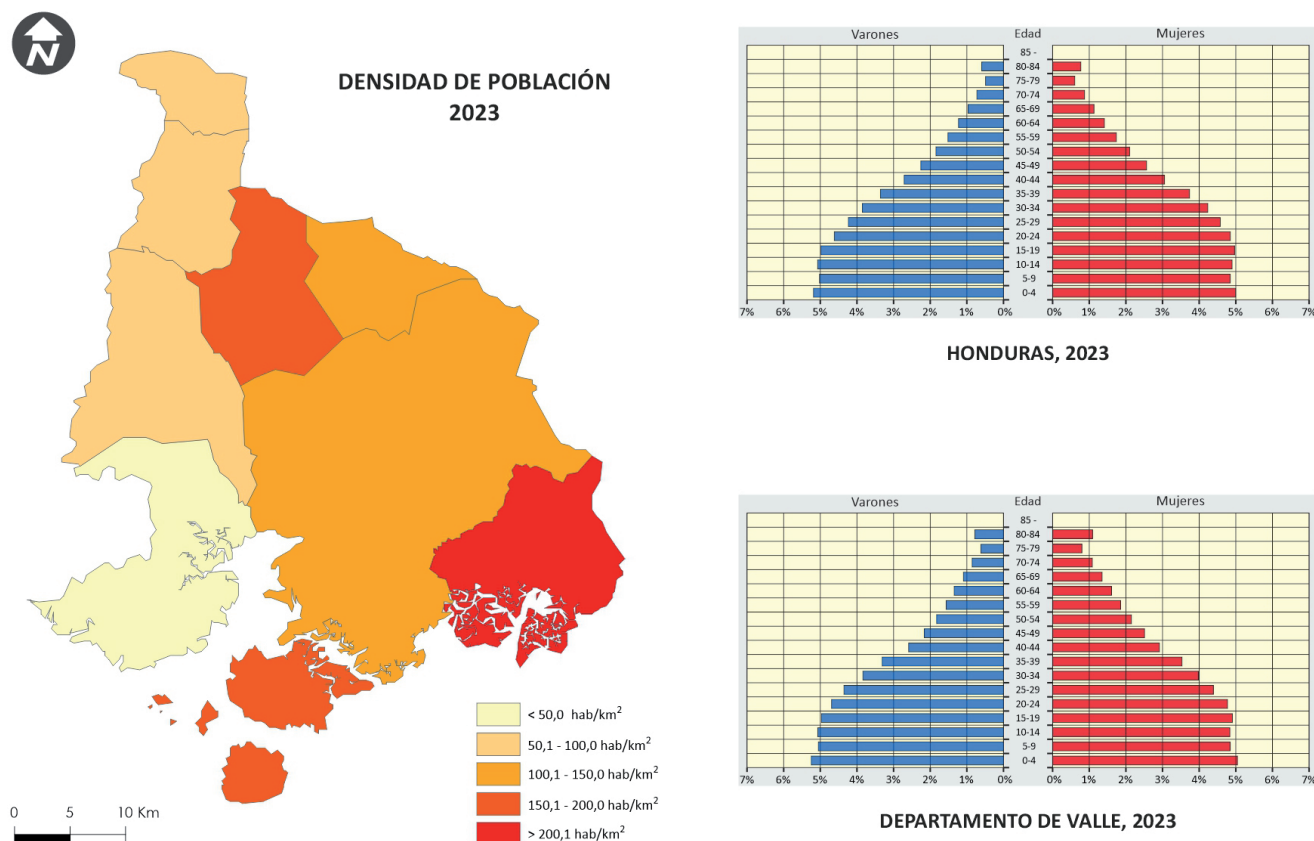 N
DENSIDAD DE POBLACIÓN
2023
< 50,0 hab/km²
50,1 - 100,0 hab/km²
100,1 - 150,0 hab/km²
150,1 - 200,0 hab/km²
> 200,1 hab/km²
0 5 10 Km
Varones Edad Mujeres
85 -
80-84
75-79
70-74
65-69
60-64
55-59
50-54
45-49
40-44
35-39
30-34
25-29
20-24
15-19
10-14
5-9
0-4
7% 6% 5% 4% 3% 2% 1% 0% 0% 1% 2% 3% 4% 5% 6% 7%
HONDURAS, 2023
Varones Edad Mujeres
85 -
80-84
75-79
70-74
65-69
60-64
55-59
50-54
45-49
40-44
35-39
30-34
25-29
20-24
15-19
10-14
5-9
0-4
7% 6% 5% 4% 3% 2% 1% 0% 0% 1% 2% 3% 4% 5% 6% 7%
DEPARTAMENTO DE VALLE, 2023